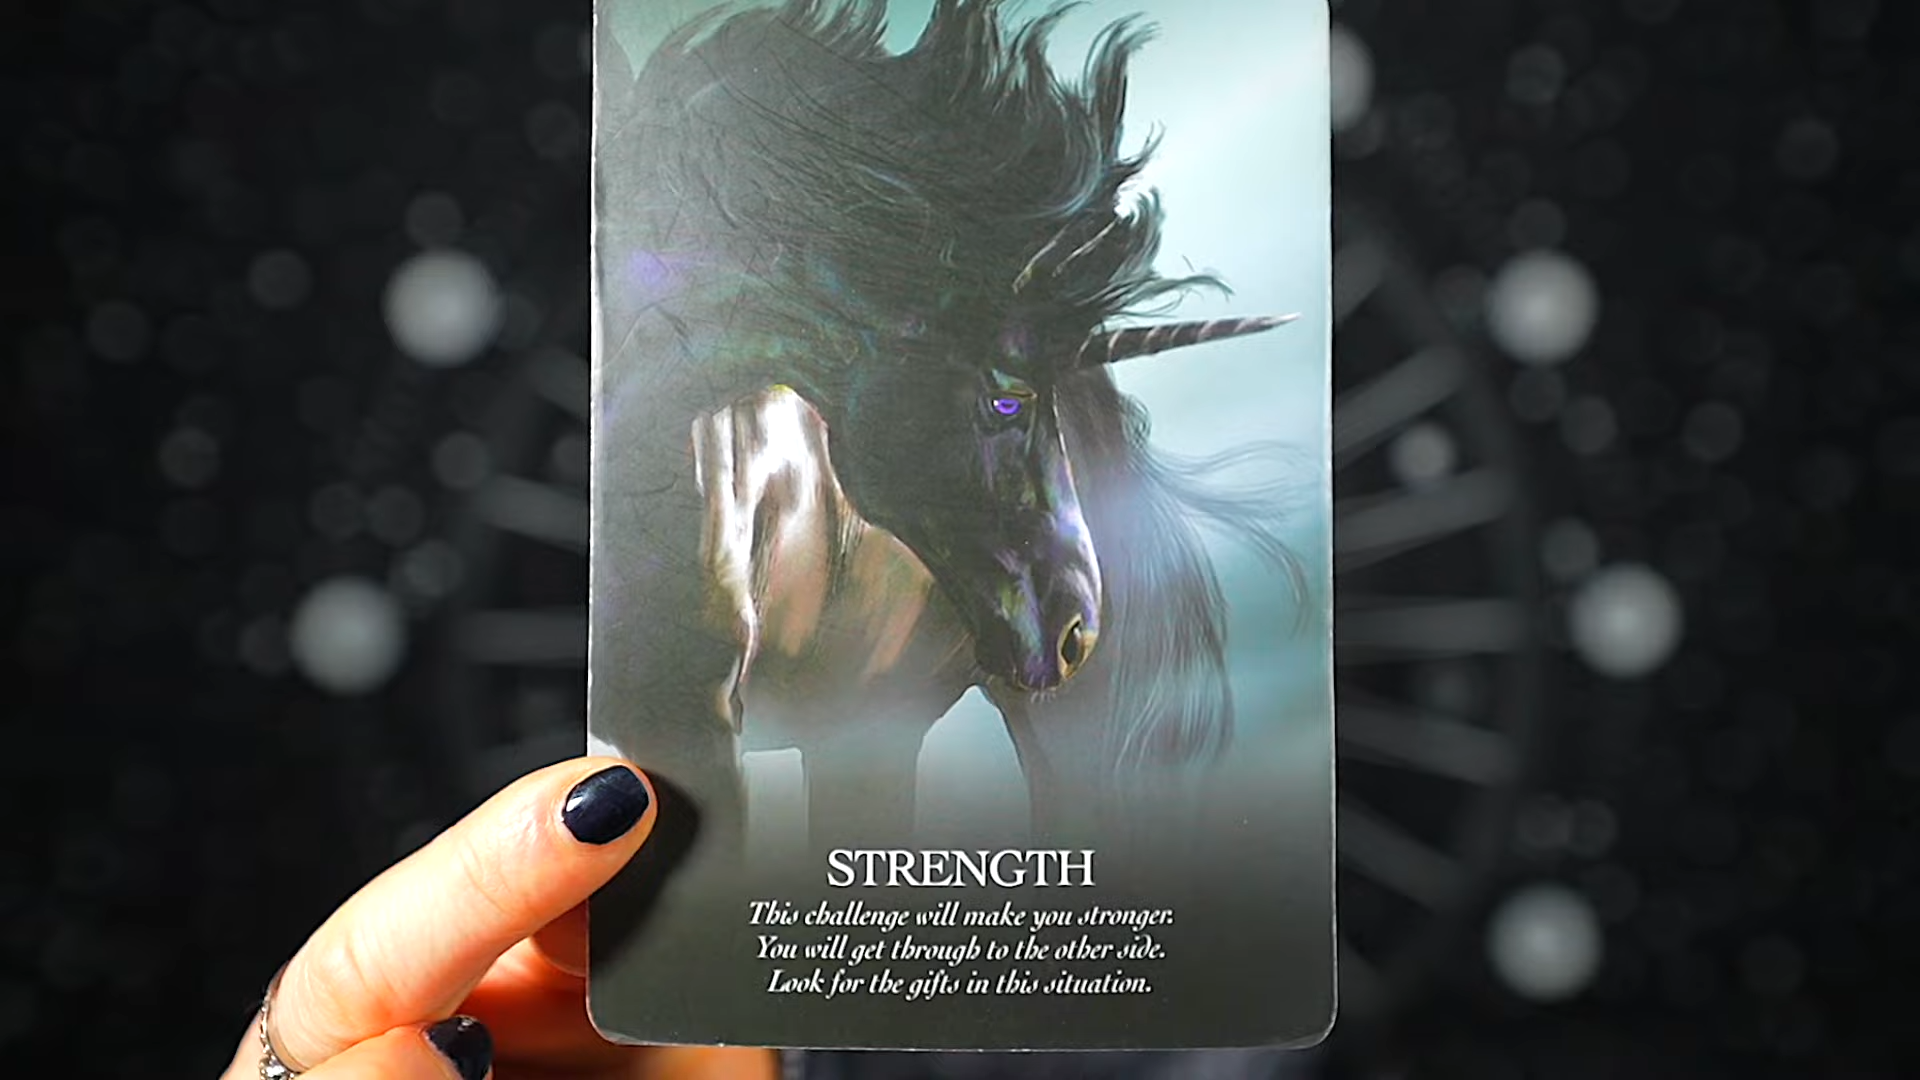 STRENGTH
This challenge will make you stronger.
You will get through to the other side.
Look for the gifts in this situation.